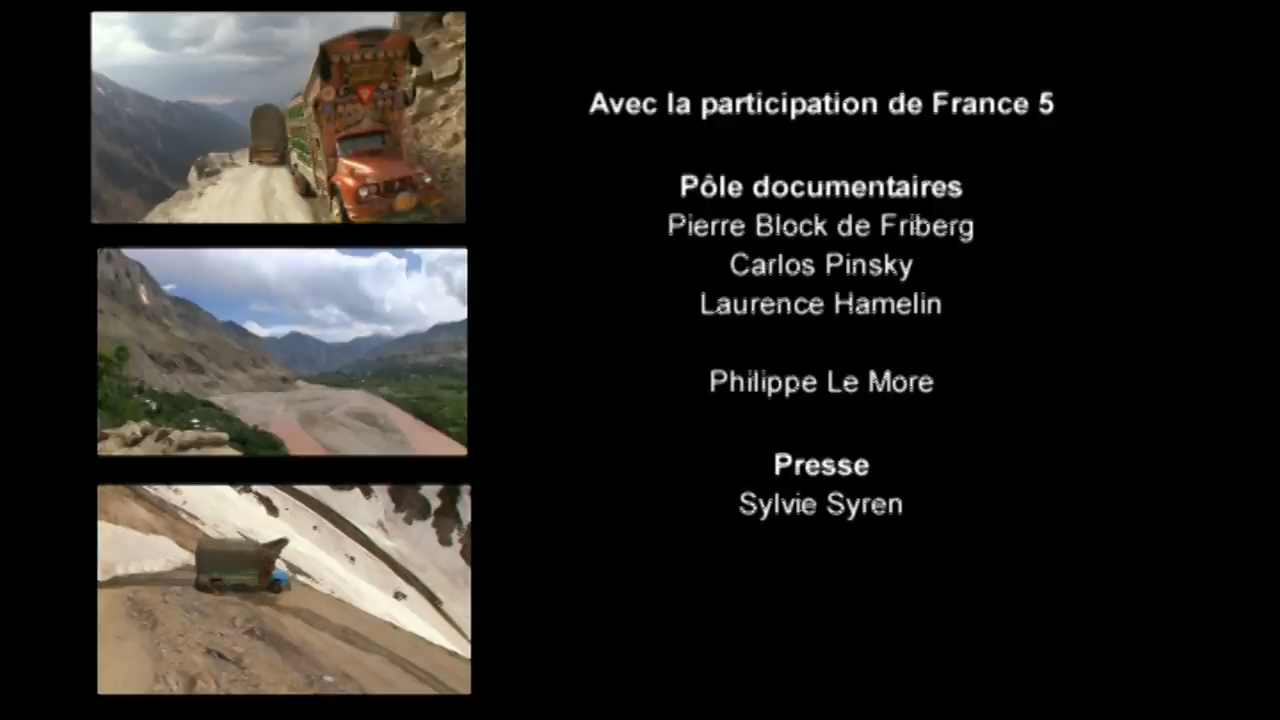 Avec la participation de France 5
Pôle documentaires
Pierre Block de Friberg
Carlos Pinsky
Laurence Hamelin
Philippe Le More
Presse
Sylvie Syren